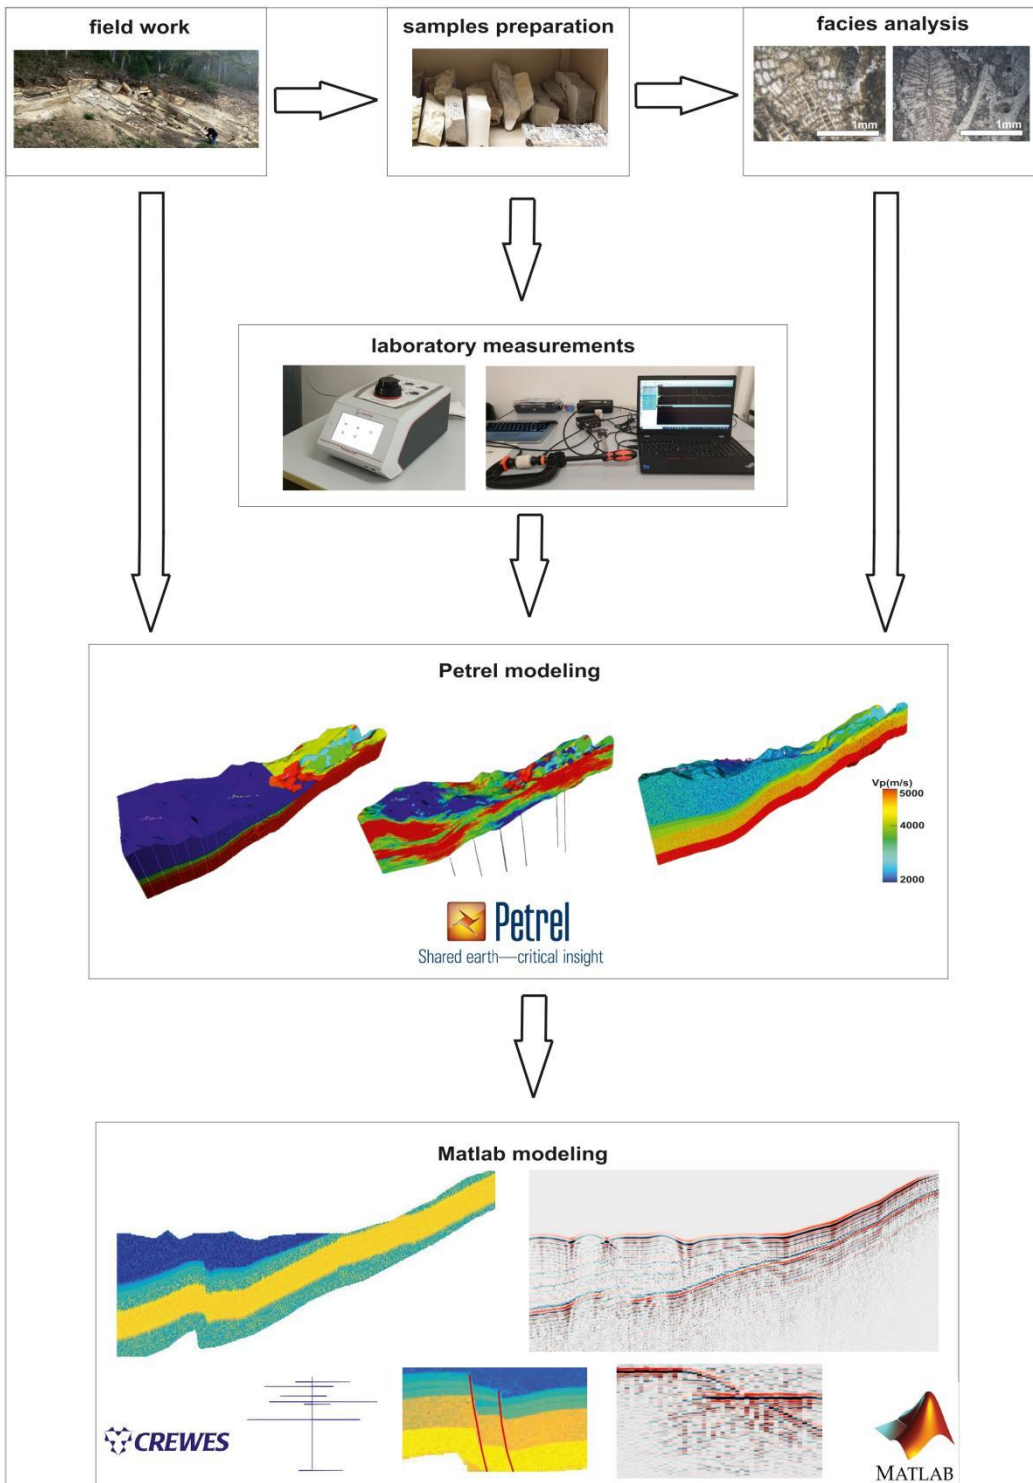 field work
samples preparation
facies analysis
1mm
1mm
laboratory measurements
Petrel modeling
Vp(m/s)
5000
4000
2000
Petrel
Shared earth—critical insight
Matlab modeling
CREWES
MATLAB